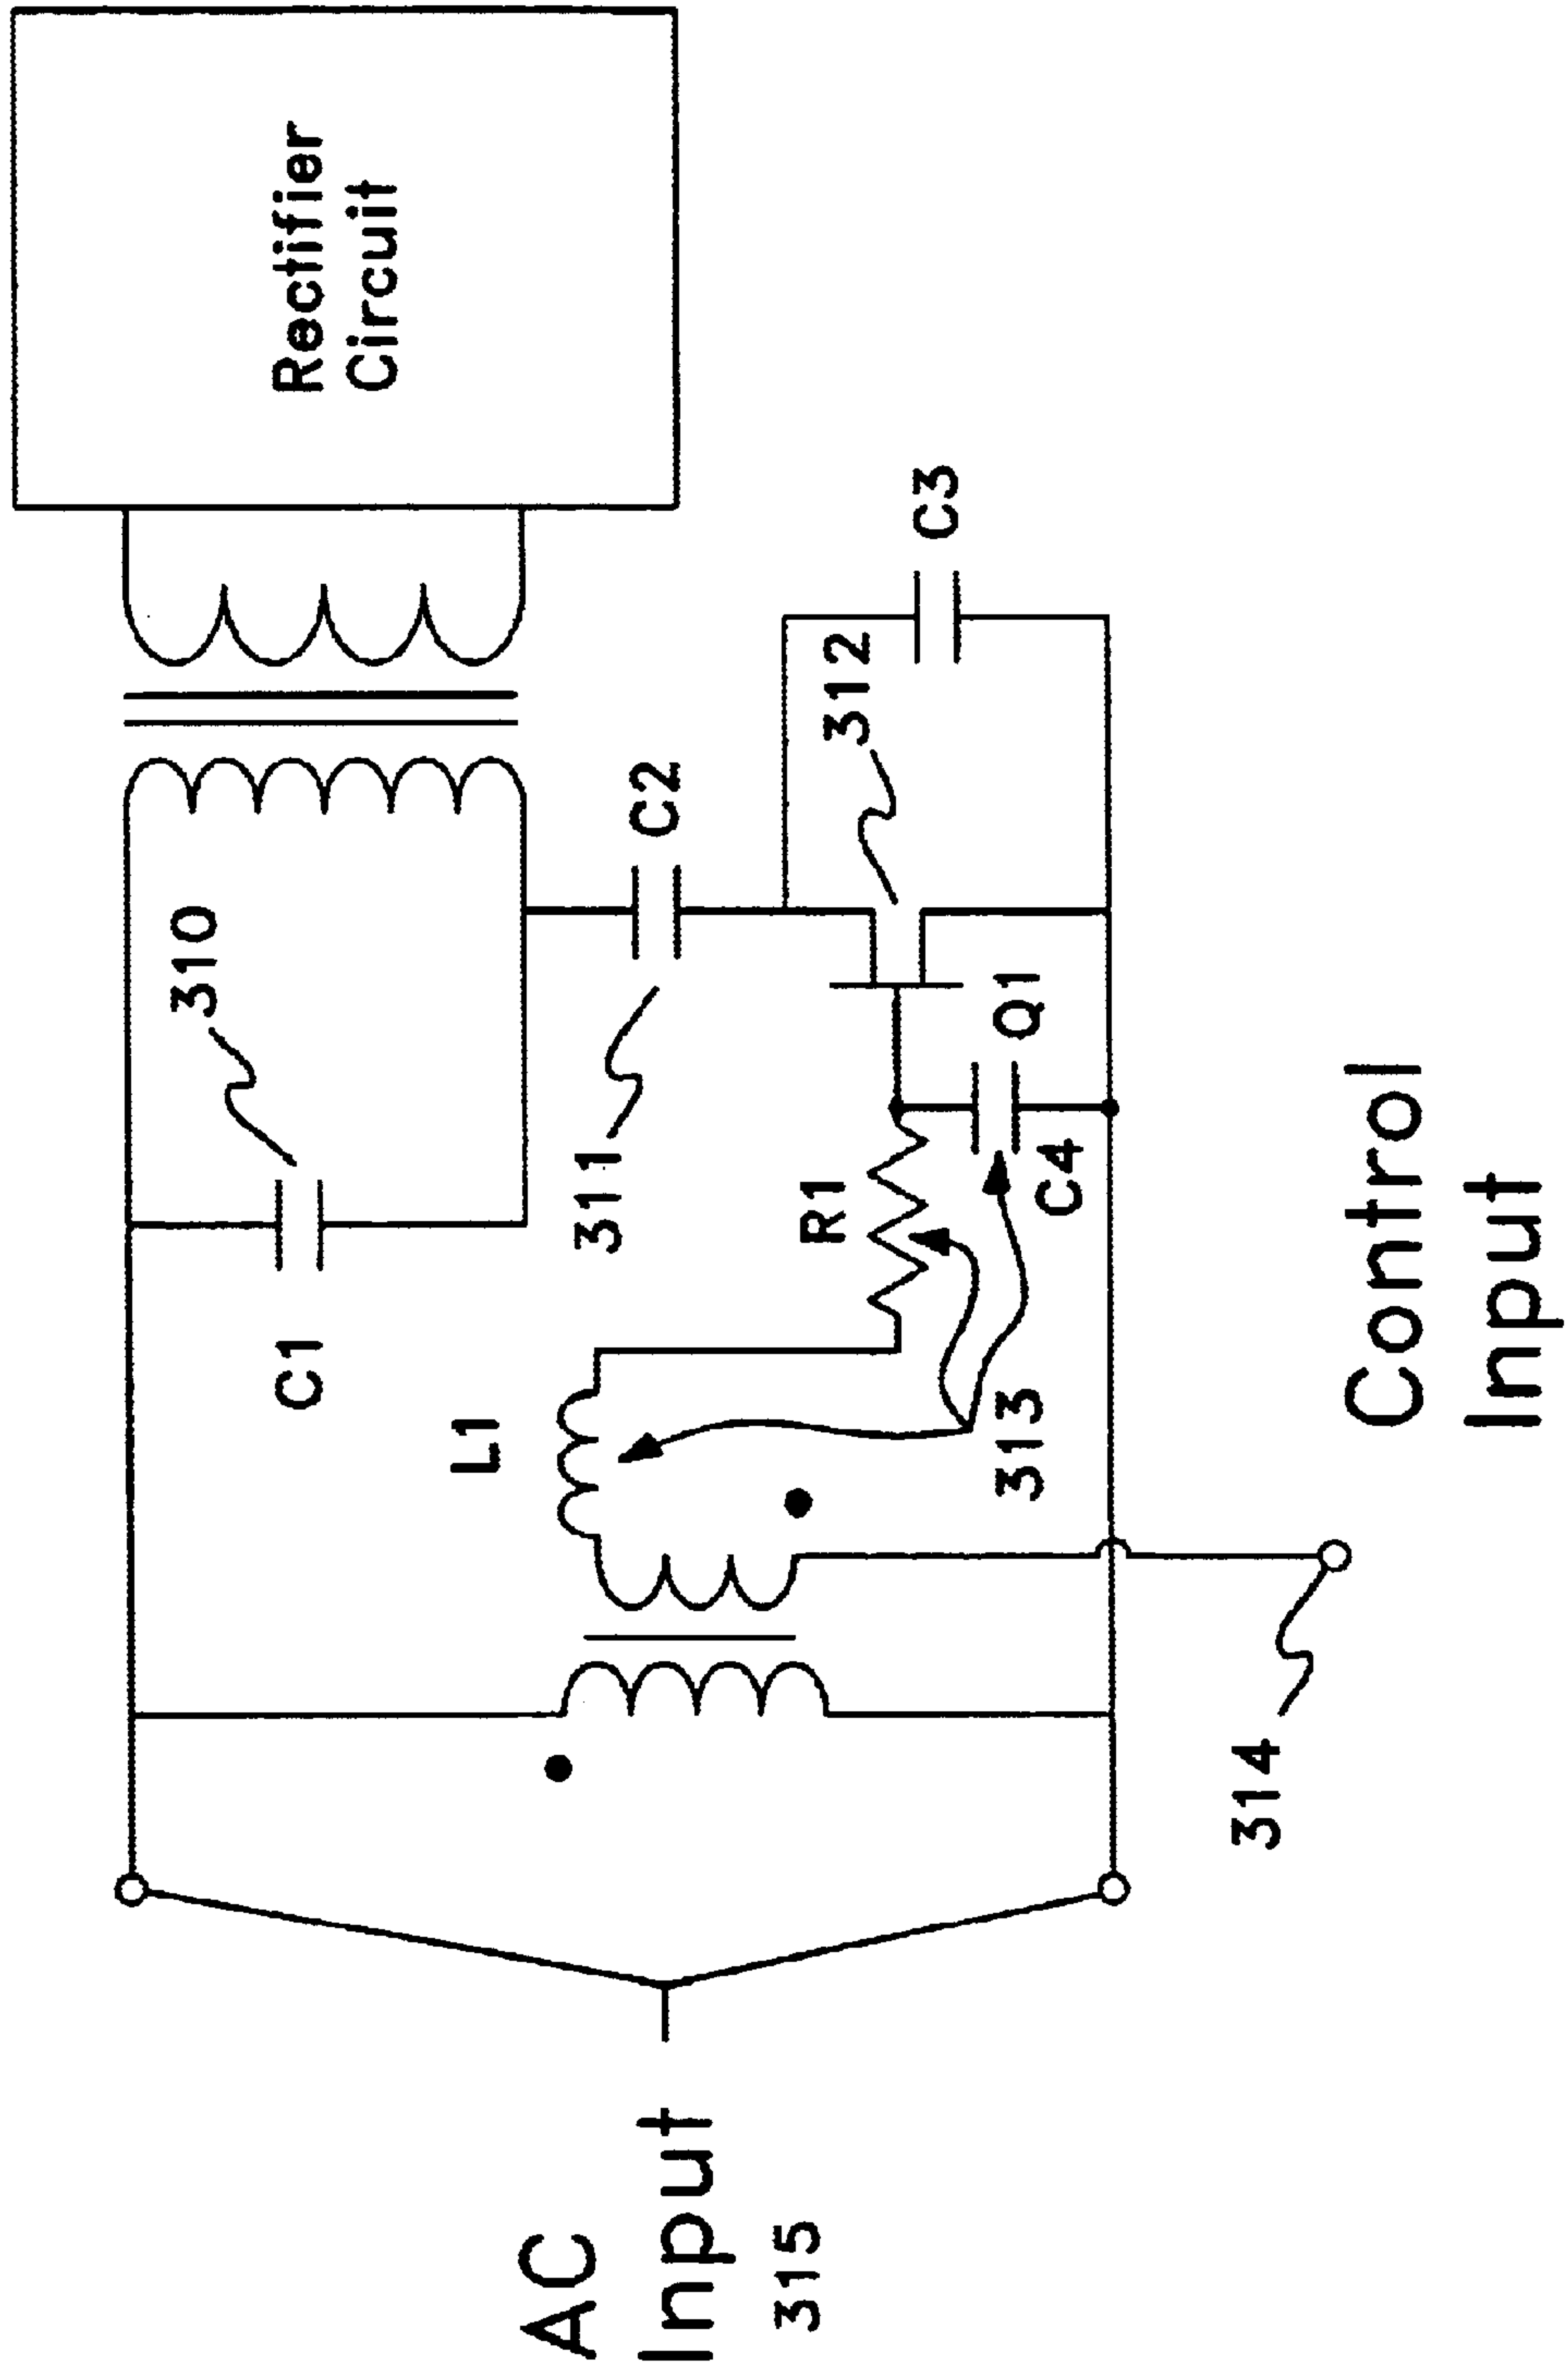 Rectifier
Circuit
310
C1
C2
311
L1
R1
312
C3
Q1
C4
313
AC
Input
315
314
Control
Input